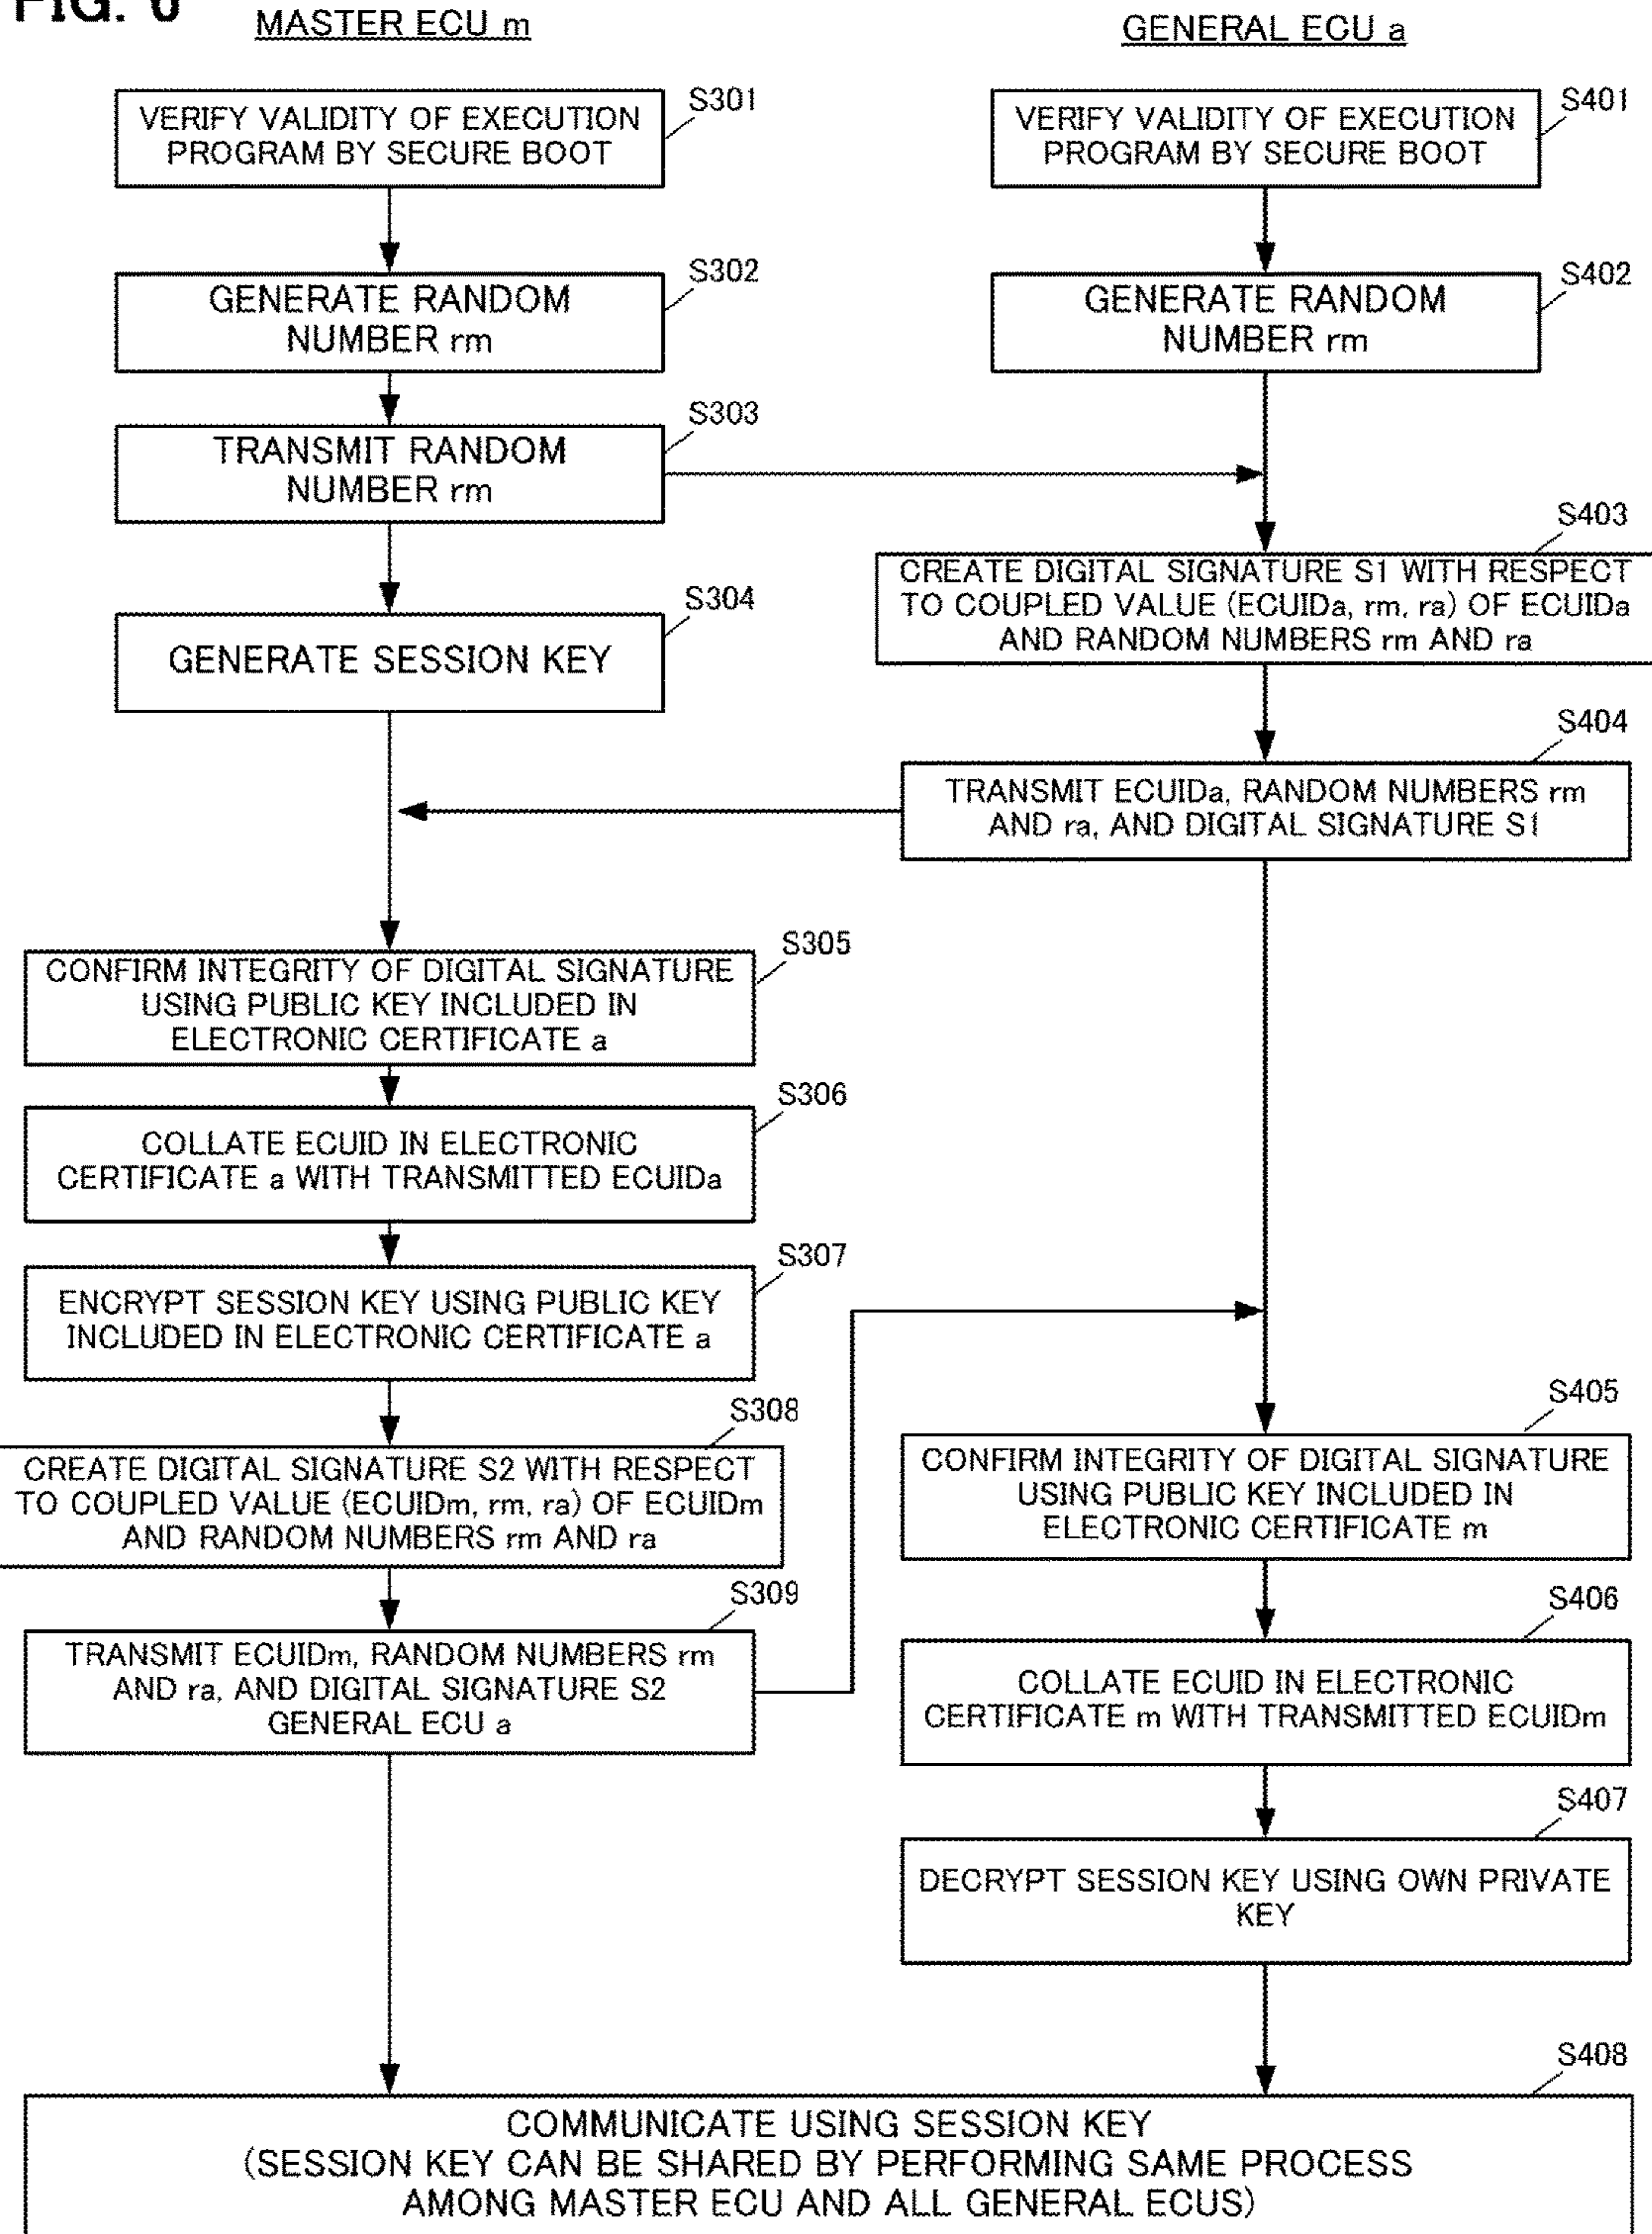 FIG. 6
MASTER ECU m
GENERAL ECU a
S301
VERIFY VALIDITY OF EXECUTION
PROGRAM BY SECURE BOOT
S401
VERIFY VALIDITY OF EXECUTION
PROGRAM BY SECURE BOOT
S302
GENERATE RANDOM
NUMBER rm
S402
GENERATE RANDOM
NUMBER rm
S303
TRANSMIT RANDOM
NUMBER rm
S403
CREATE DIGITAL SIGNATURE S1 WITH RESPECT
TO COUPLED VALUE (ECUIDa, rm, ra) OF ECUIDa
AND RANDOM NUMBERS rm AND ra
S304
GENERATE SESSION KEY
S404
TRANSMIT ECUIDa, RANDOM NUMBERS rm
AND ra, AND DIGITAL SIGNATURE S1
S305
CONFIRM INTEGRITY OF DIGITAL SIGNATURE
USING PUBLIC KEY INCLUDED IN
ELECTRONIC CERTIFICATE a
S306
COLLATE ECUID IN ELECTRONIC
CERTIFICATE a WITH TRANSMITTED ECUIDa
S307
ENCRYPT SESSION KEY USING PUBLIC KEY
INCLUDED IN ELECTRONIC CERTIFICATE a
S308
CREATE DIGITAL SIGNATURE S2 WITH RESPECT
TO COUPLED VALUE (ECUIDm, rm, ra) OF ECUIDm
AND RANDOM NUMBERS rm AND ra
S405
CONFIRM INTEGRITY OF DIGITAL SIGNATURE
USING PUBLIC KEY INCLUDED IN
ELECTRONIC CERTIFICATE m
S309
TRANSMIT ECUIDm, RANDOM NUMBERS rm
AND ra, AND DIGITAL SIGNATURE S2
GENERAL ECU a
S406
COLLATE ECUID IN ELECTRONIC
CERTIFICATE m WITH TRANSMITTED ECUIDm
S407
DECRYPT SESSION KEY USING OWN PRIVATE
KEY
S408
COMMUNICATE USING SESSION KEY
(SESSION KEY CAN BE SHARED BY PERFORMING SAME PROCESS
AMONG MASTER ECU AND ALL GENERAL ECUS)